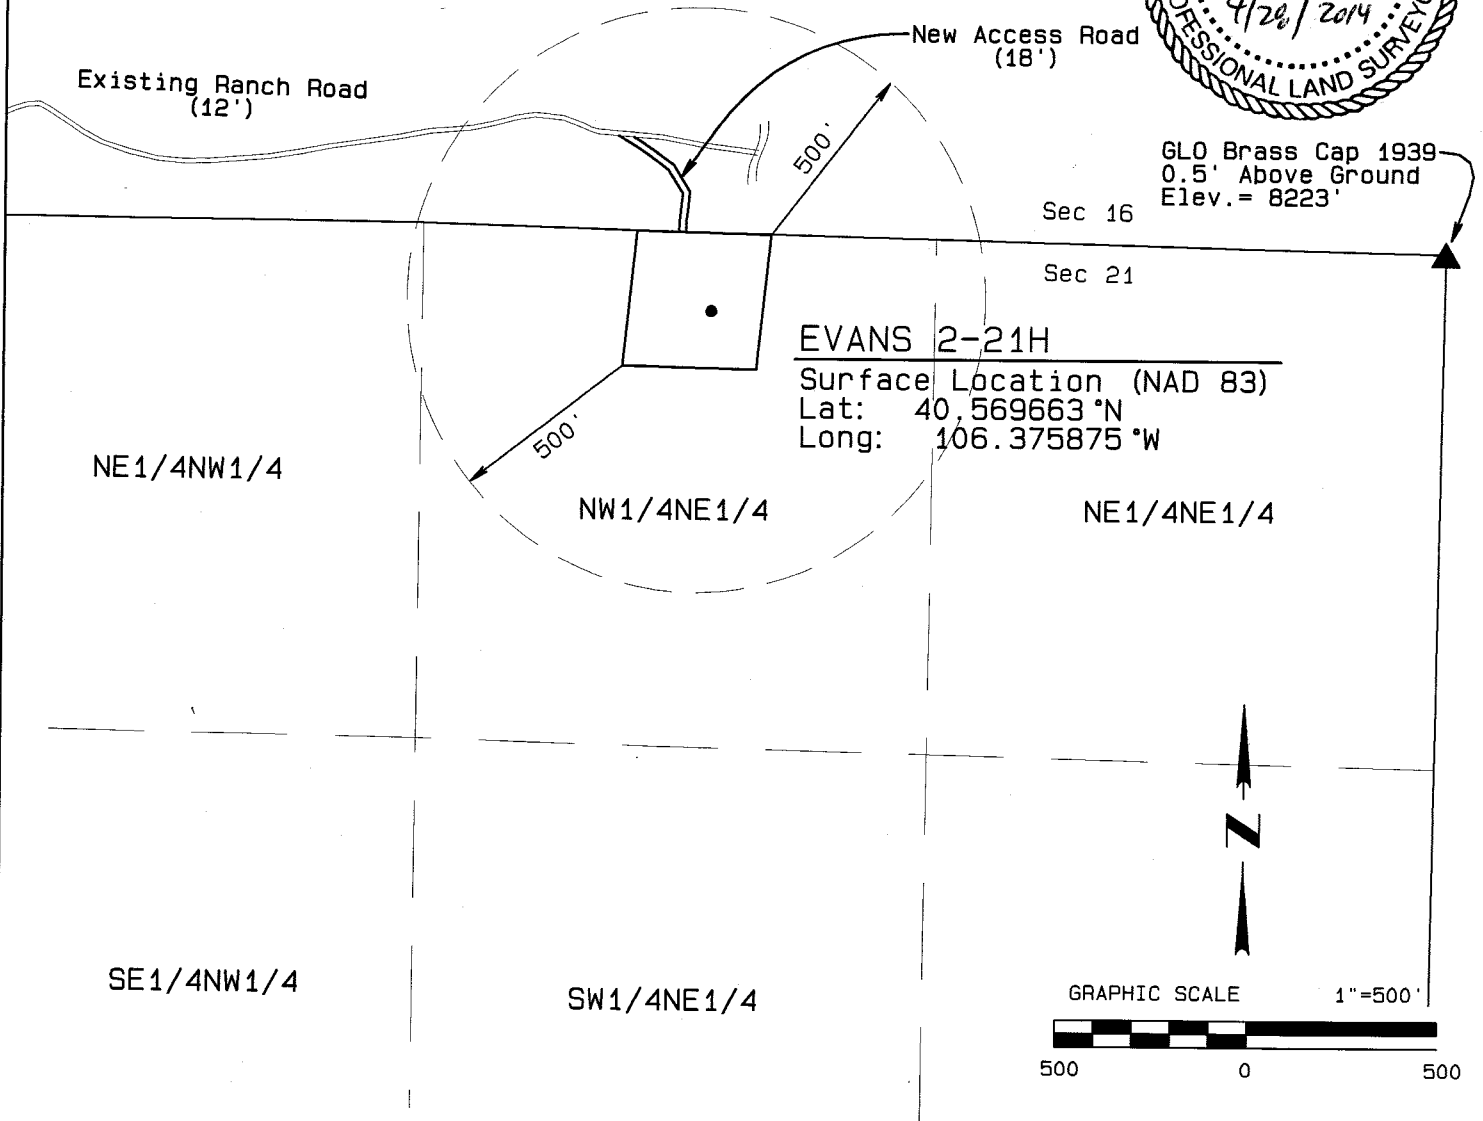 4/28/2014
OFESSIONAL LAND SURVEYO
New Access Road
(18')
Existing Ranch Road
(12')
500'
GLO Brass Cap 1939
0.5' Above Ground
Elev.= 8223'
Sec 16
Sec 21
EVANS 2-21H
Surface Location (NAD 83)
Lat: 40.569663°N
Long: 106.375875°W
500'
NE1/4NW1/4
NW1/4NE1/4
NE1/4NE1/4
N
SE1/4NW1/4
SW1/4NE1/4
GRAPHIC SCALE 1"=500'
500 0 500